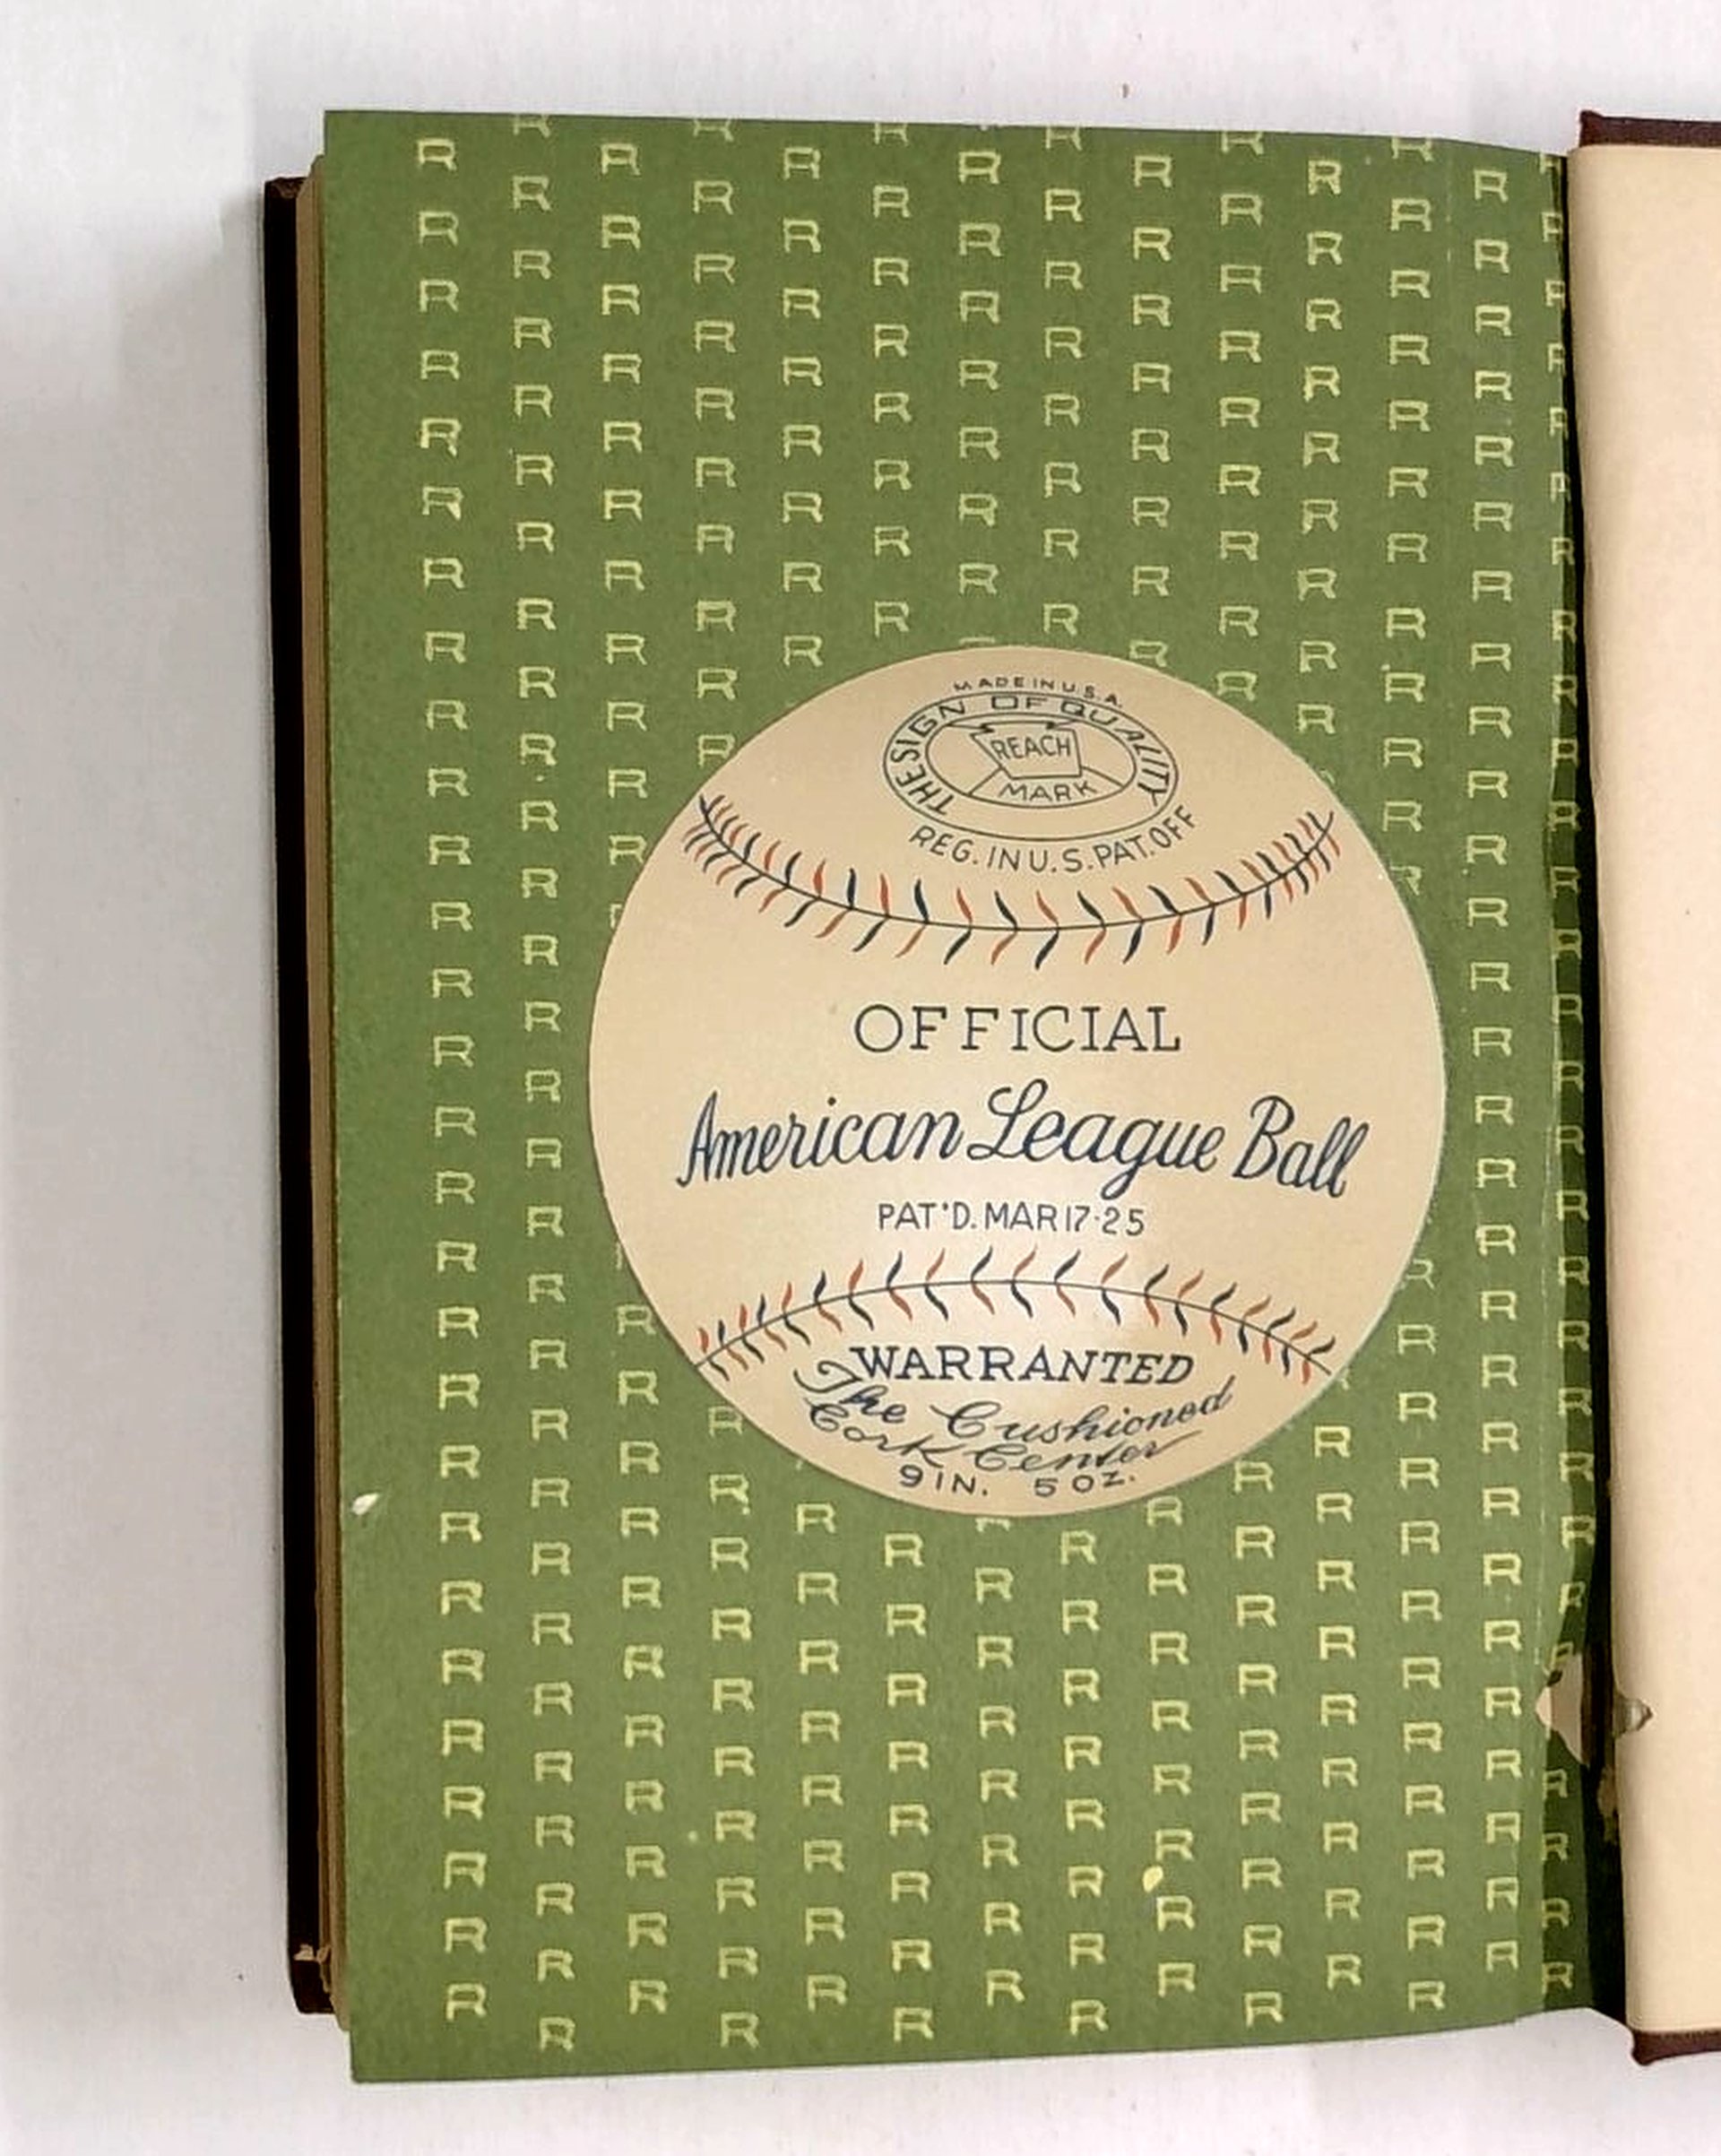 MADE IN U.S.A.
THE SIGN OF QUALITY
REACH
MARK
REG. IN U.S. PAT. OFF
OFFICIAL
American League Ball
PAT'D. MAR 17-25
WARRANTED
The Cushioned
Cork Center
9 IN. 5 OZ.